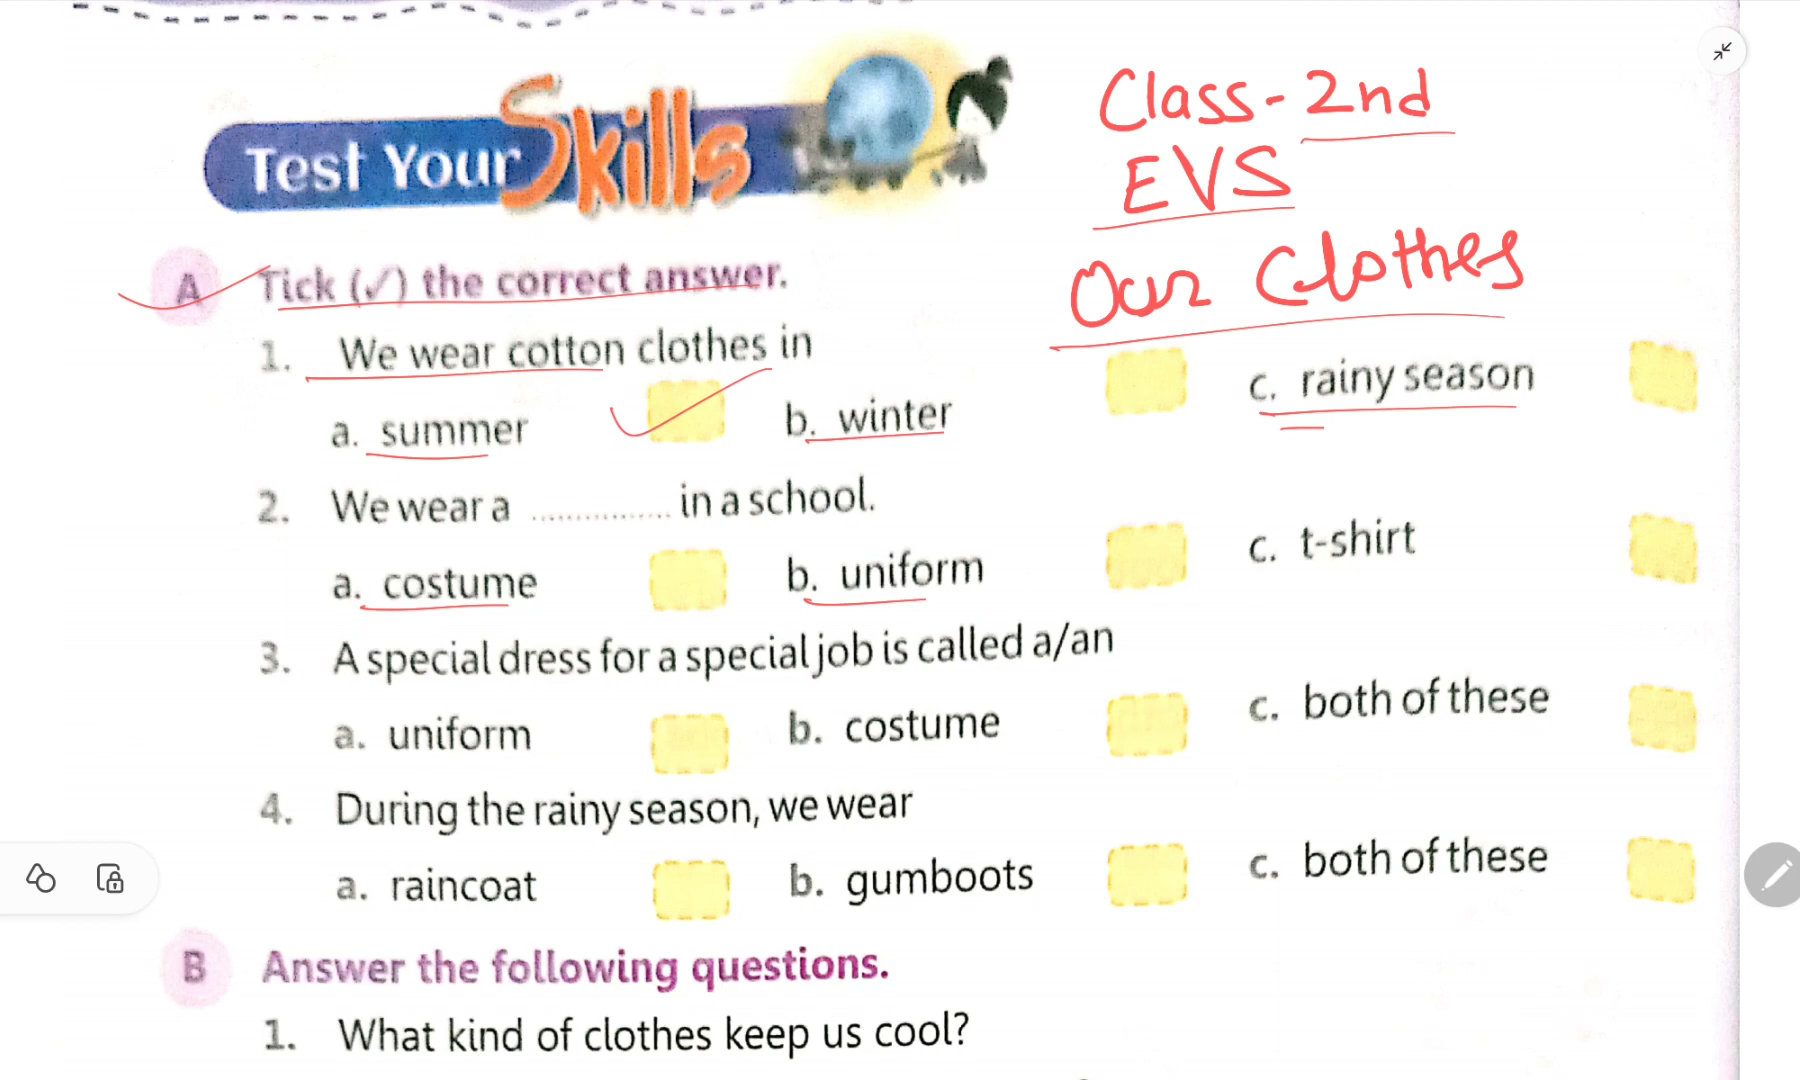 Test Your Skills
Class-2nd
EVS
Our Clothes
A Tick (✓) the correct answer.
1. We wear cotton clothes in
a. summer b. winter c. rainy season
2. We wear a ............... in a school.
a. costume b. uniform c. t-shirt
3. A special dress for a special job is called a/an
a. uniform b. costume c. both of these
4. During the rainy season, we wear
a. raincoat b. gumboots c. both of these
B Answer the following questions.
1. What kind of clothes keep us cool?